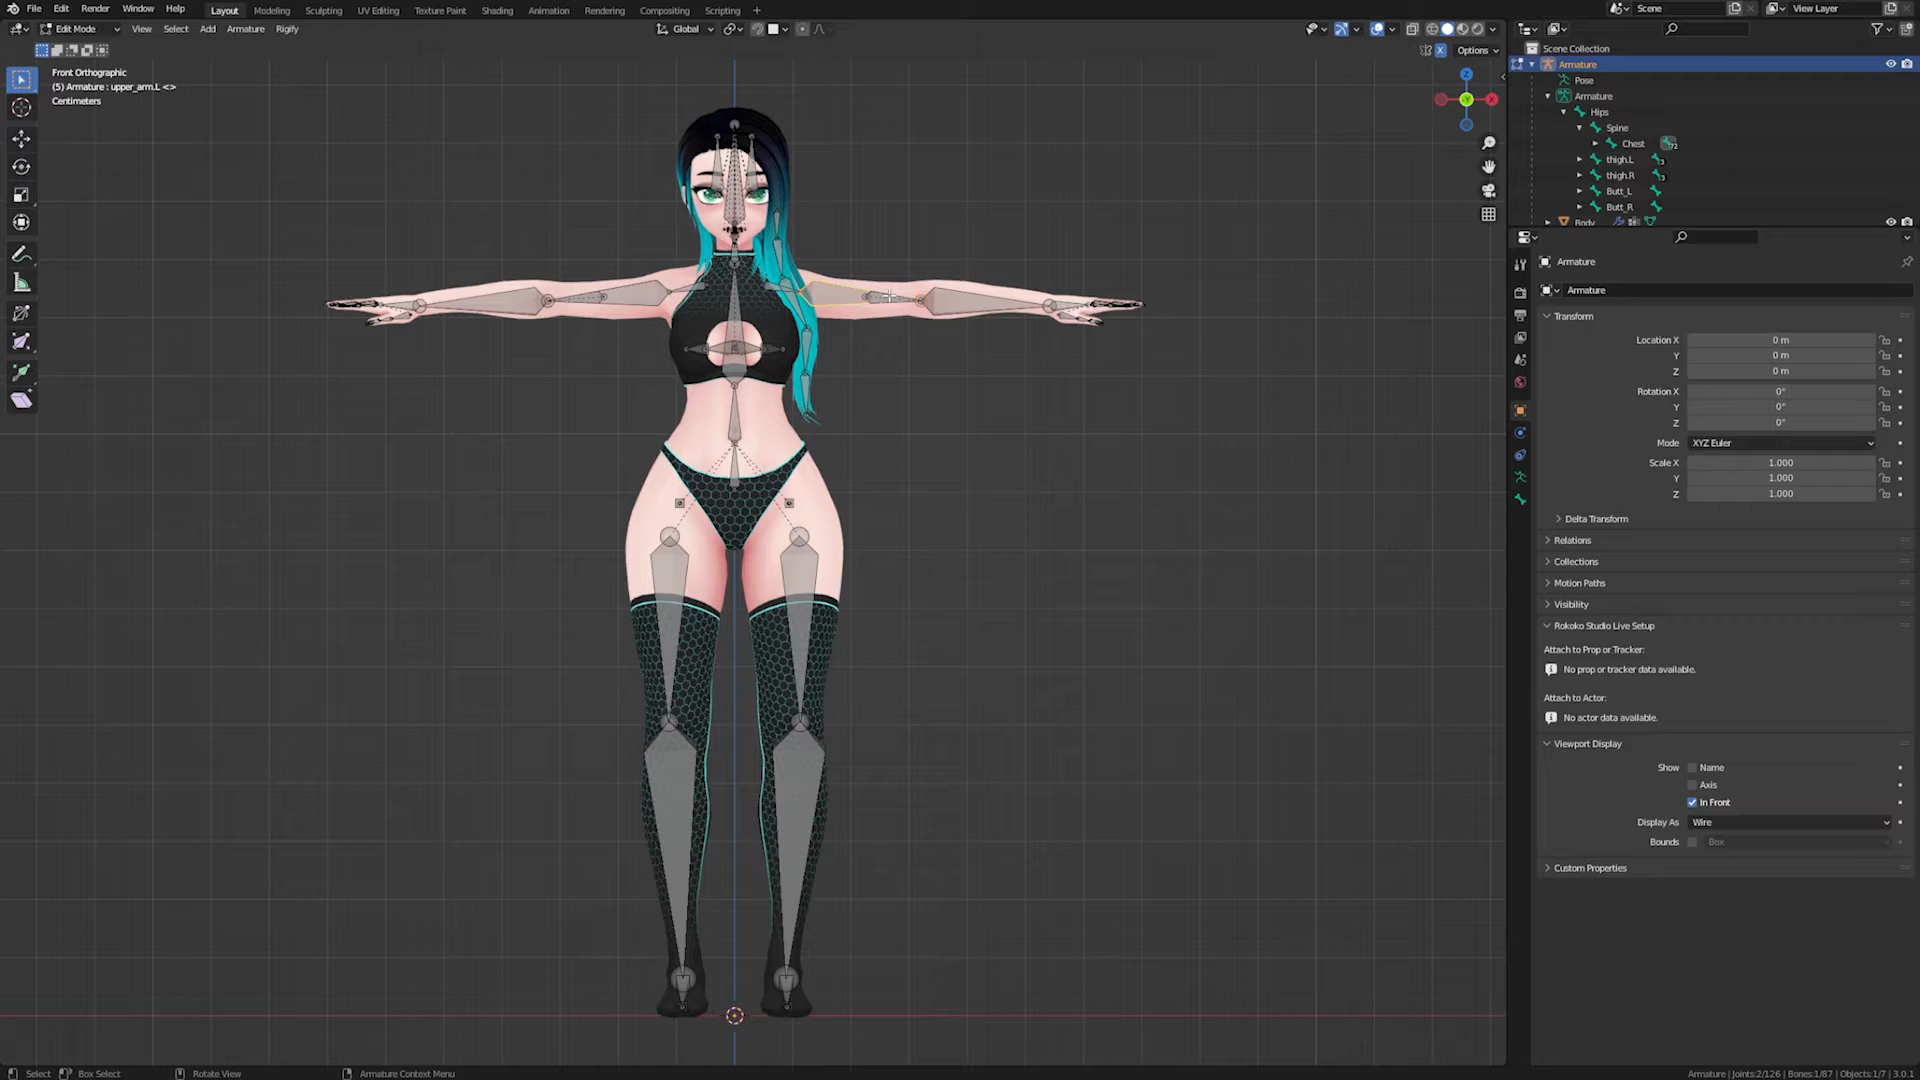 File Edit Render Window Help Layout Modeling Sculpting UV Editing Texture Paint Shading Animation Rendering Compositing Scripting + Scene View Layer
Edit Mode View Select Add Armature Rigify Global
X Options
Front Orthographic
(5) Armature : upper_arm.L <>
Centimeters
Z
Y
X
Scene Collection
Armature
Pose
Armature
Hips
Spine
Chest 72
thigh.L 3
thigh.R 3
Butt_L
Butt_R
Body
Armature
Armature
Transform
Location X 0 m
Y 0 m
Z 0 m
Rotation X 0°
Y 0°
Z 0°
Mode XYZ Euler
Scale X 1.000
Y 1.000
Z 1.000
Delta Transform
Relations
Collections
Motion Paths
Visibility
Rokoko Studio Live Setup
Attach to Prop or Tracker:
No prop or tracker data available.
Attach to Actor:
No actor data available.
Viewport Display
Show Name
Axis
In Front
Display As Wire
Bounds Box
Custom Properties
Select Box Select Rotate View Armature Context Menu Armature | Joints:2/126 | Bones:1/87 | Objects:1/7 | 3.0.1